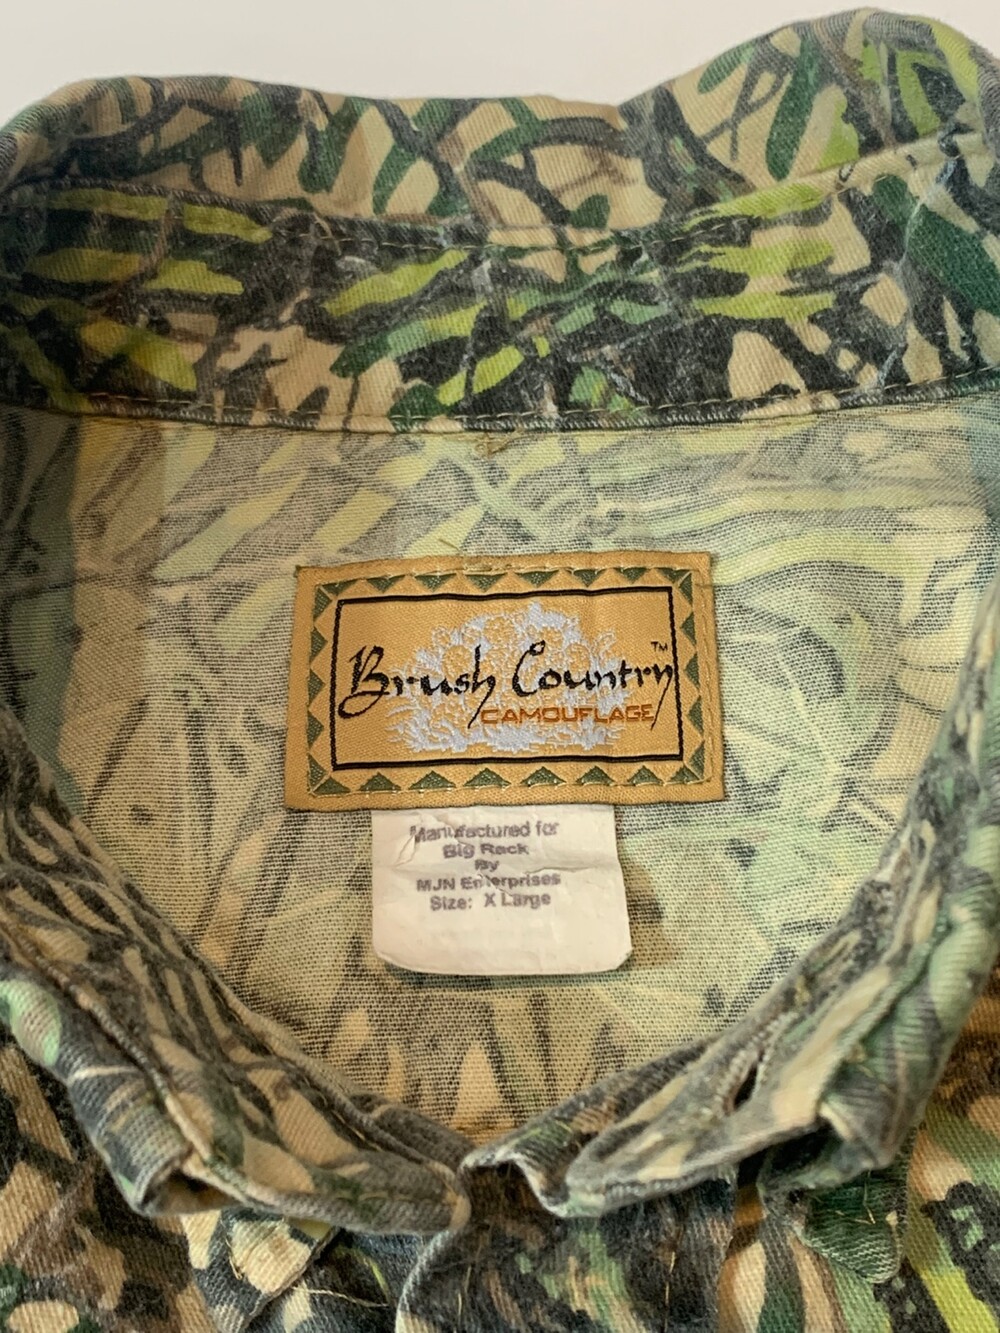 Brush Country™
CAMOUFLAGE
Manufactured for
Big Rack
By
MJN Enterprises
Size: X Large